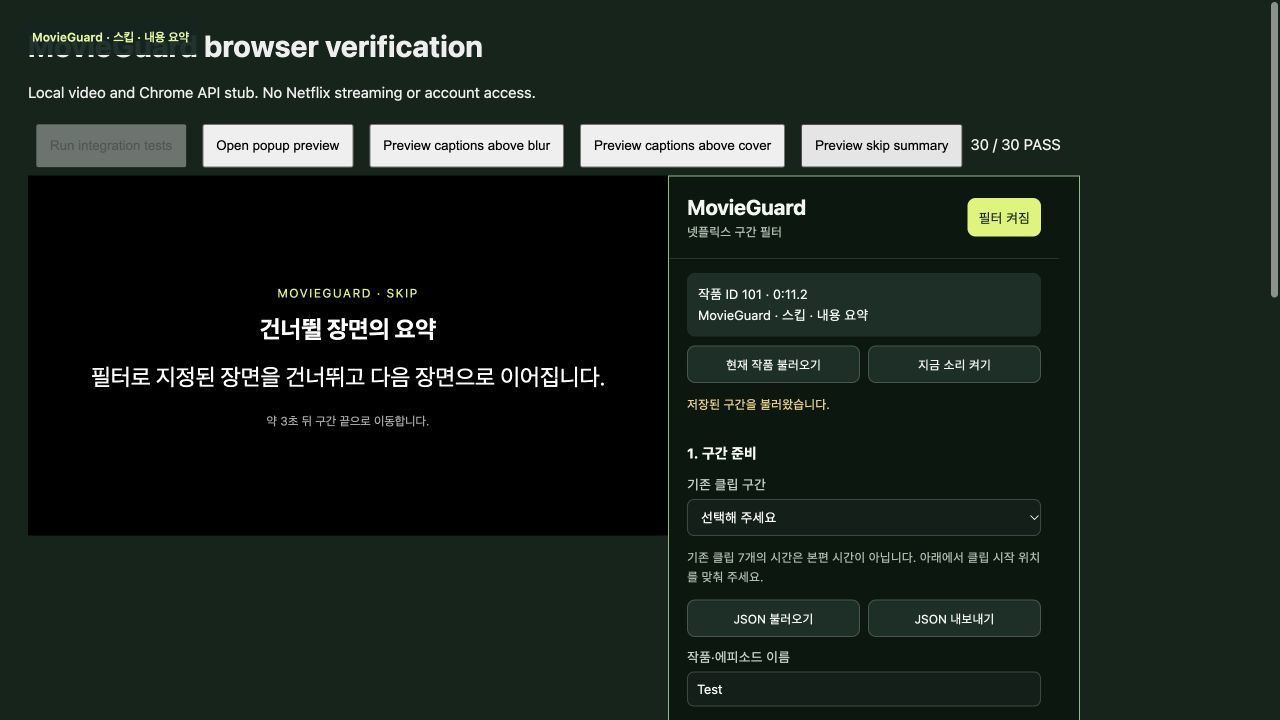 MovieGuard · 스킵 · 내용 요약
MovieGuard browser verification
Local video and Chrome API stub. No Netflix streaming or account access.
Run integration tests
Open popup preview
Preview captions above blur
Preview captions above cover
Preview skip summary
30 / 30 PASS
MOVIEGUARD · SKIP
건너뛸 장면의 요약
필터로 지정된 장면을 건너뛰고 다음 장면으로 이어집니다.
약 3초 뒤 구간 끝으로 이동합니다.
MovieGuard
넷플릭스 구간 필터
필터 켜짐
작품 ID 101 · 0:11.2
MovieGuard · 스킵 · 내용 요약
현재 작품 불러오기
지금 소리 켜기
저장된 구간을 불러왔습니다.
1. 구간 준비
기존 클립 구간
선택해 주세요
기존 클립 7개의 시간은 본편 시간이 아닙니다. 아래에서 클립 시작 위치
를 맞춰 주세요.
JSON 불러오기
JSON 내보내기
작품·에피소드 이름
Test